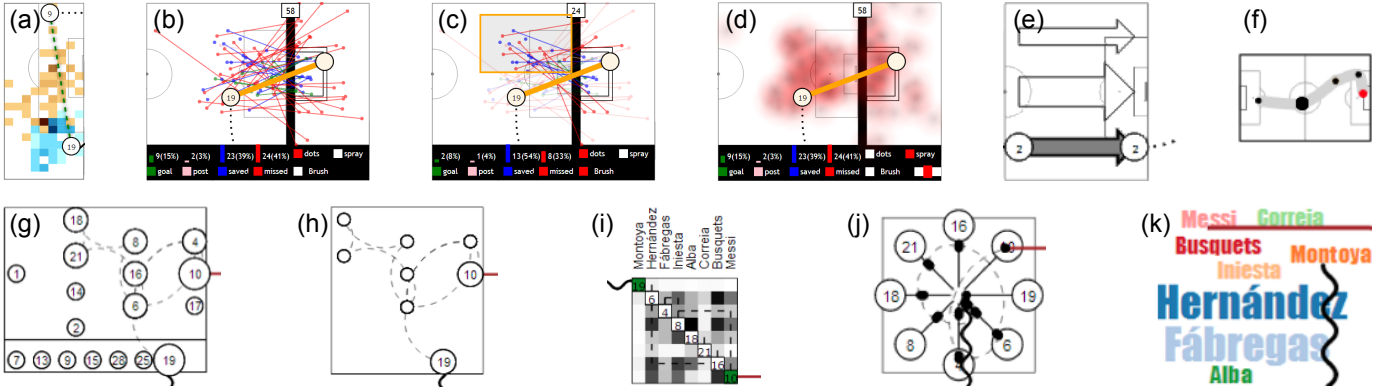 (a)
9
19
(b)
58
19
9(15%) 2(3%) 23(39%) 24(41%) dots spray
goal post saved missed Brush
(c)
24
19
2(8%) 1(4%) 13(54%) 8(33%) dots spray
goal post saved missed Brush
(d)
58
19
9(15%) 2(3%) 23(39%) 24(41%) dots spray
goal post saved missed Brush
(e)
2 2
(f)
(g)
18
8 4
21
1 16 10
14
6 17
2
7 13 9 15 28 25 19
(h)
10
19
(i)
Montoya
Hernández
Fábregas
Iniesta
Alba
Correia
Busquets
Messi
19
6
4
8
18
21
16
10
(j)
16
21
18 19
8 6
(k)
Messi Correia
Busquets
Montoya
Iniesta
Hernández
Fábregas
Alba